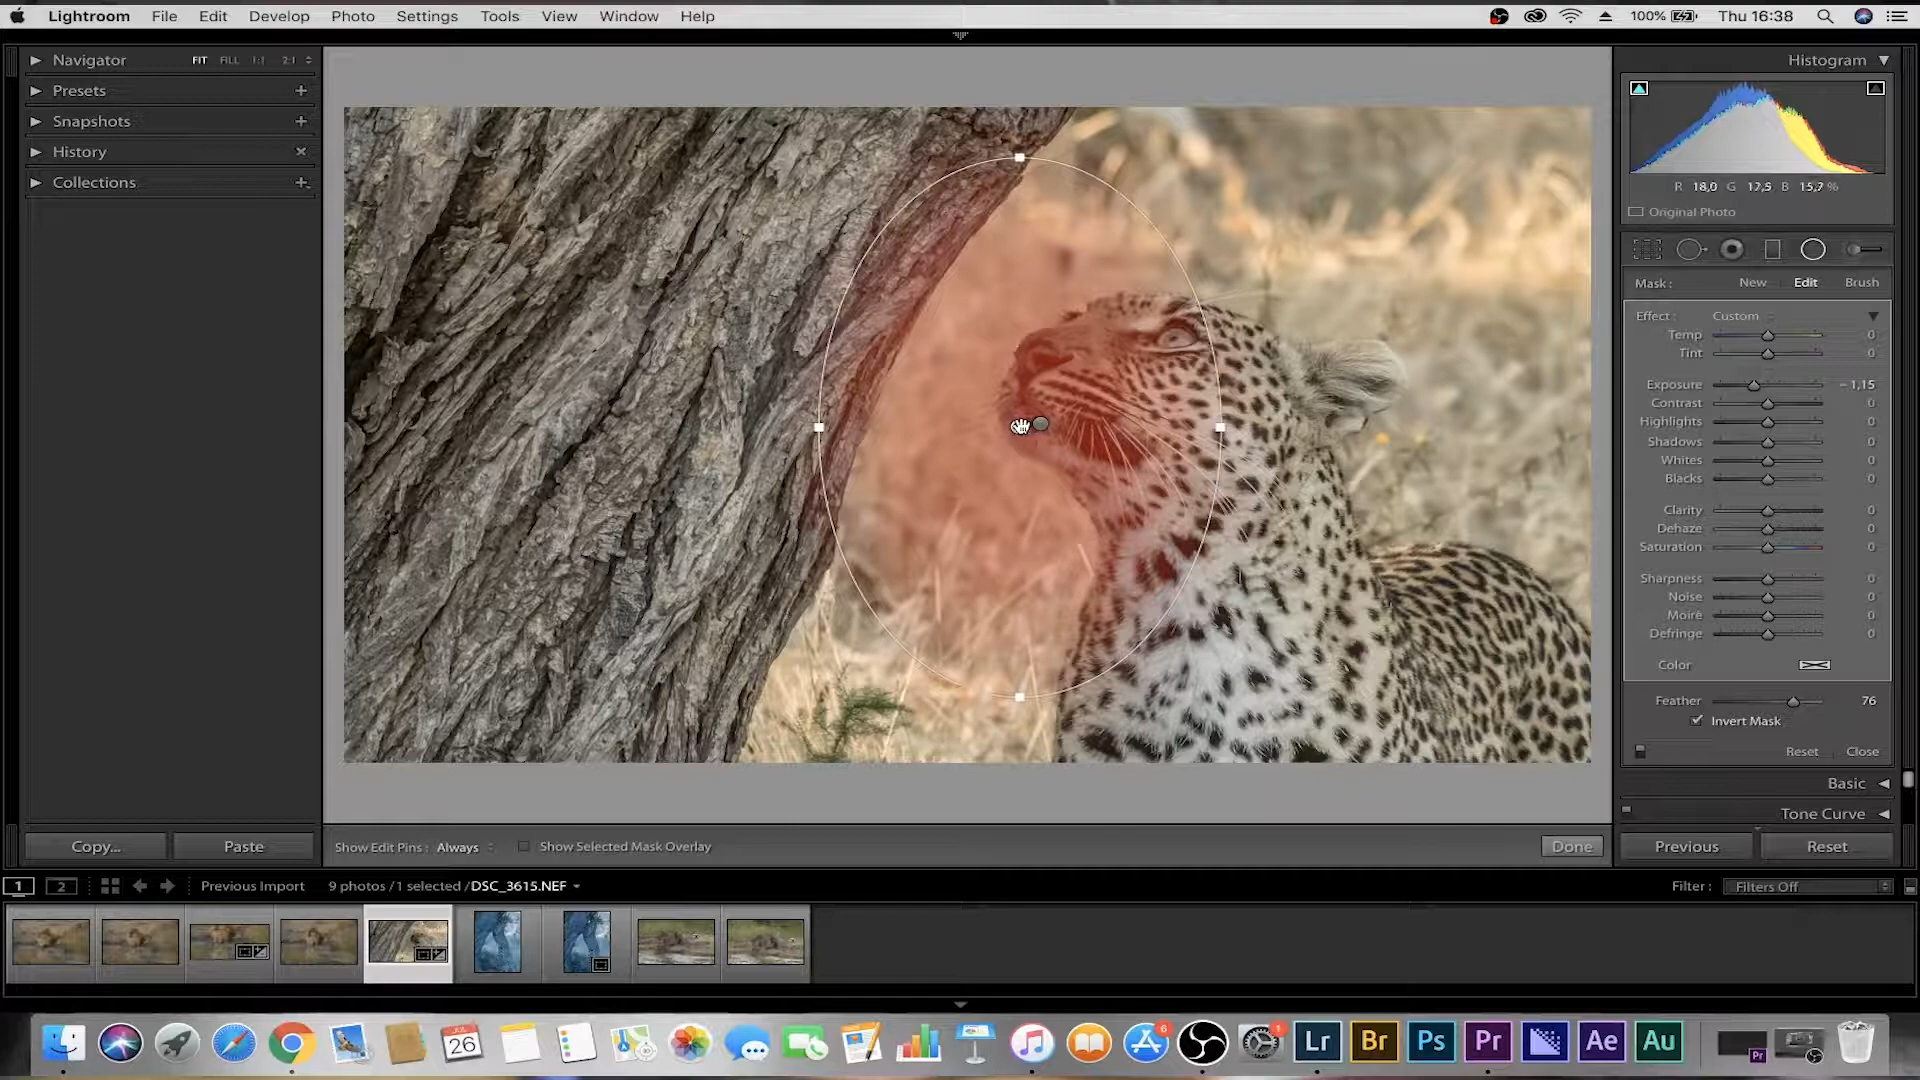 Lightroom File Edit Develop Photo Settings Tools View Window Help 100% Thu 16:38
Navigator FIT FILL 1:1 2:1
Presets
Snapshots
History
Collections
Histogram
R 18,0 G 17,5 B 15,7 %
Original Photo
Mask : New Edit Brush
Effect : Custom
Temp 0
Tint 0
Exposure – 1,15
Contrast 0
Highlights 0
Shadows 0
Whites 0
Blacks 0
Clarity 0
Dehaze 0
Saturation 0
Sharpness 0
Noise 0
Moiré 0
Defringe 0
Color
Feather 76
Invert Mask
Reset Close
Basic
Tone Curve
Copy... Paste
Show Edit Pins : Always Show Selected Mask Overlay Done
Previous Reset
1 2 Previous Import 9 photos /1 selected /DSC_3615.NEF Filter : Filters Off
JUL
26
6
1
Lr Br Ps Pr Ae Au
Pr